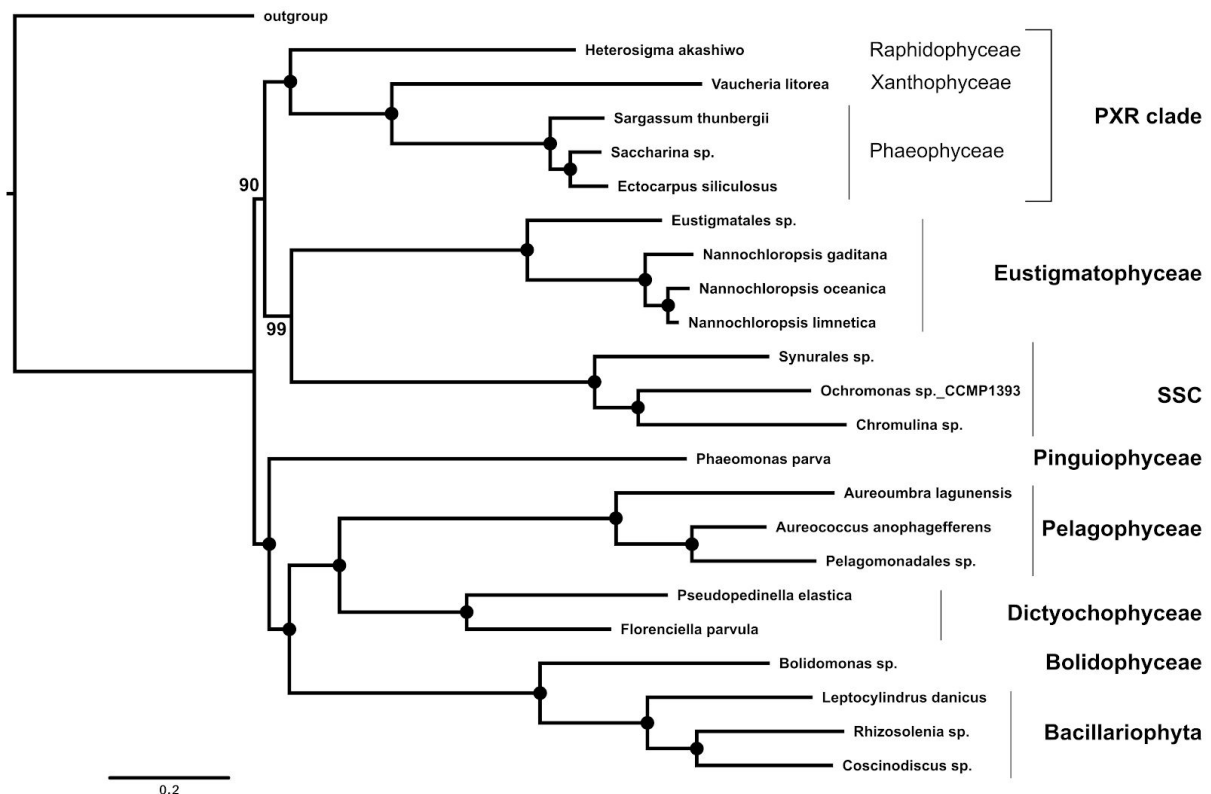 outgroup
Heterosigma akashiwo Raphidophyceae
Vaucheria litorea Xanthophyceae
Sargassum thunbergii
PXR clade
Saccharina sp. Phaeophyceae
90
Ectocarpus siliculosus
Eustigmatales sp.
Nannochloropsis gaditana
Eustigmatophyceae
Nannochloropsis oceanica
99
Nannochloropsis limnetica
Synurales sp.
Ochromonas sp._CCMP1393 SSC
Chromulina sp.
Phaeomonas parva Pinguiophyceae
Aureoumbra lagunensis
Aureococcus anophagefferens Pelagophyceae
Pelagomonadales sp.
Pseudopedinella elastica
Dictyochophyceae
Florenciella parvula
Bolidomonas sp. Bolidophyceae
Leptocylindrus danicus
Rhizosolenia sp. Bacillariophyta
Coscinodiscus sp.
0.2